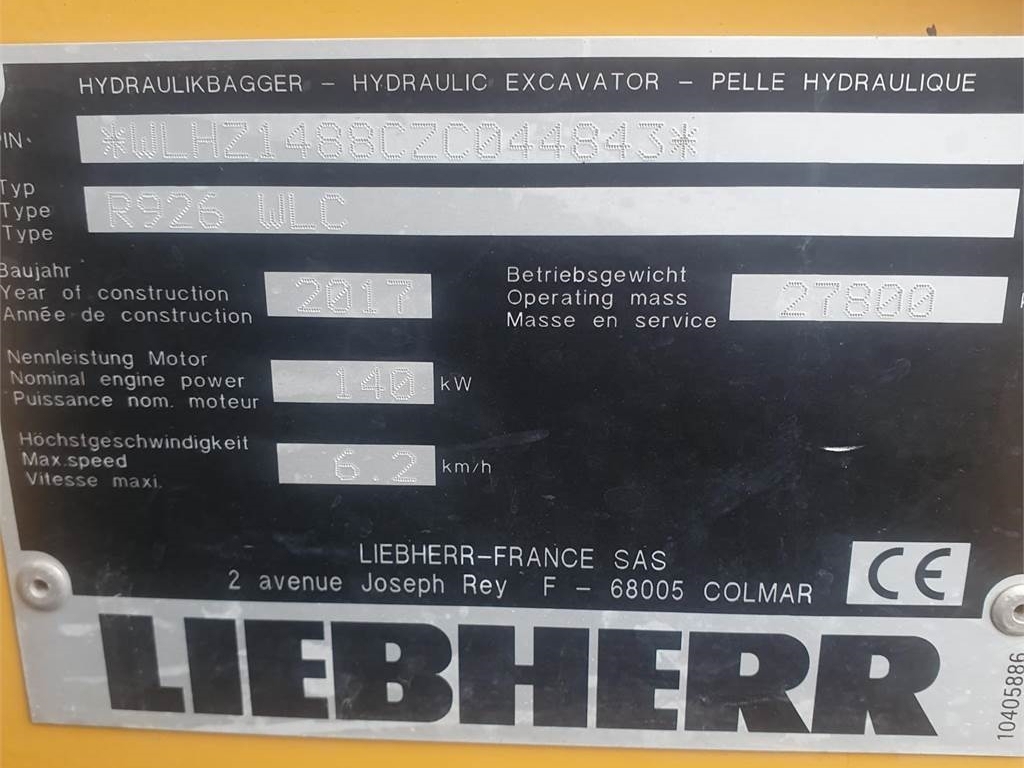 HYDRAULIKBAGGER – HYDRAULIC EXCAVATOR – PELLE HYDRAULIQUE
PIN. *WLHZ1488CZC044843*
Typ
Type R926 WLC
Type
Baujahr
Year of construction 2017
Année de construction
Betriebsgewicht
Operating mass 27800
Masse en service
Nennleistung Motor
Nominal engine power 140 kW
Puissance nom. moteur
Höchstgeschwindigkeit
Max.speed 6.2 km/h
Vitesse maxi.
LIEBHERR–FRANCE SAS
2 avenue Joseph Rey F – 68005 COLMAR
CE
LIEBHERR
10405886